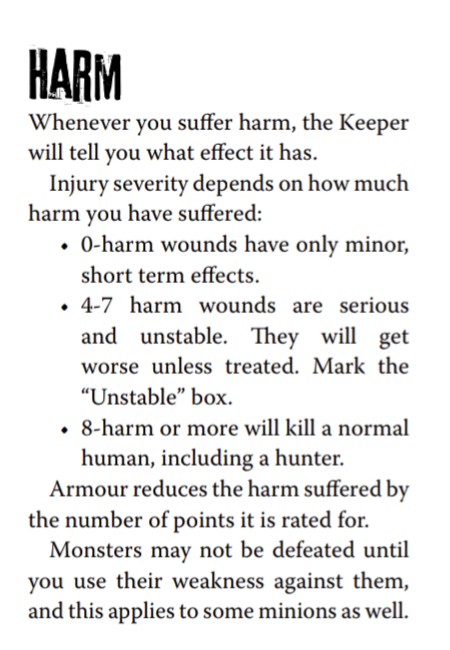 HARM
Whenever you suffer harm, the Keeper
will tell you what effect it has.
Injury severity depends on how much
harm you have suffered:
• 0-harm wounds have only minor,
short term effects.
• 4-7 harm wounds are serious
and unstable. They will get
worse unless treated. Mark the
“Unstable” box.
• 8-harm or more will kill a normal
human, including a hunter.
Armour reduces the harm suffered by
the number of points it is rated for.
Monsters may not be defeated until
you use their weakness against them,
and this applies to some minions as well.